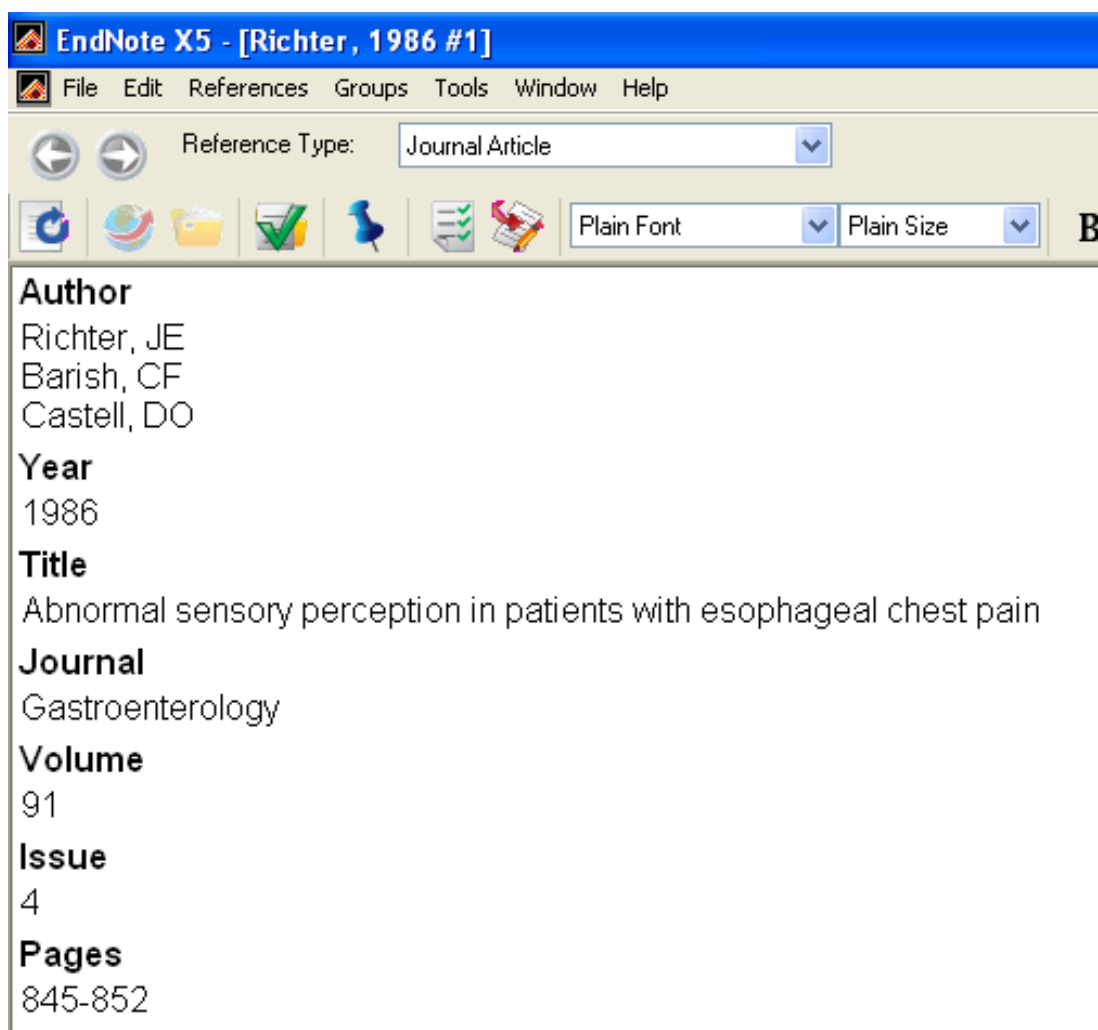 EndNote X5 - [Richter, 1986 #1]
File Edit References Groups Tools Window Help
Reference Type: Journal Article
Plain Font Plain Size B
Author
Richter, JE
Barish, CF
Castell, DO
Year
1986
Title
Abnormal sensory perception in patients with esophageal chest pain
Journal
Gastroenterology
Volume
91
Issue
4
Pages
845-852